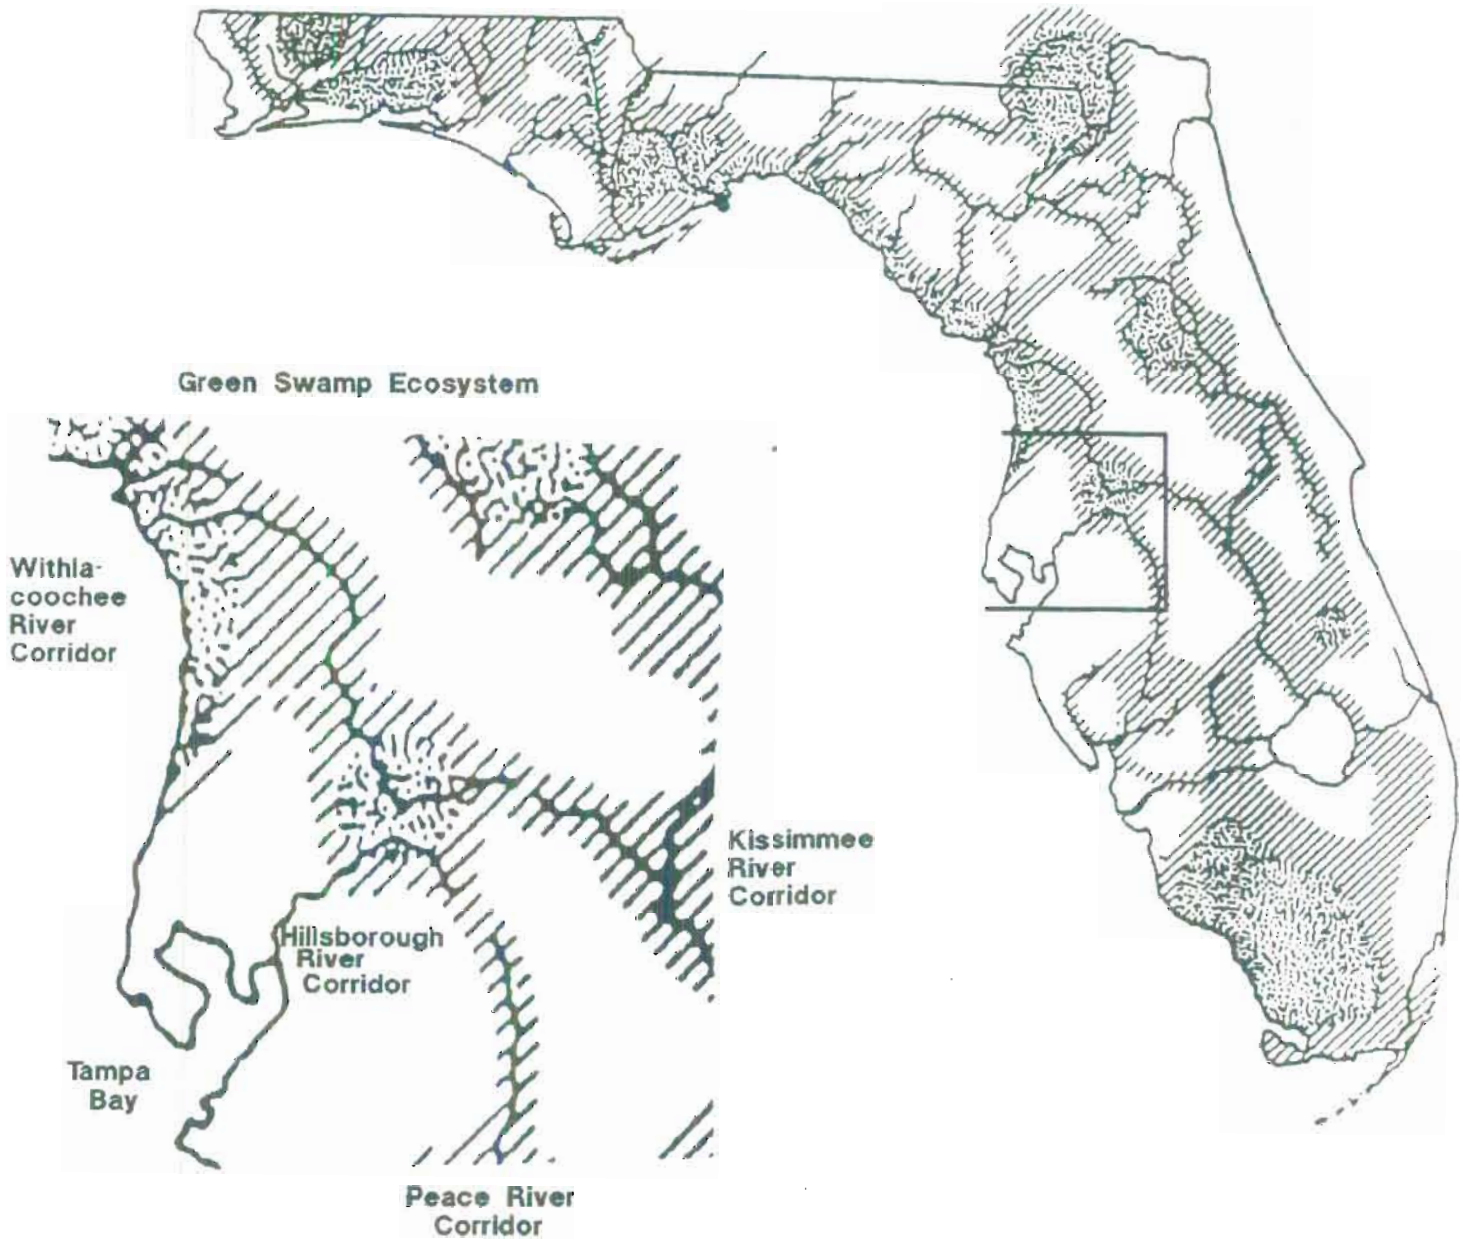 Green Swamp Ecosystem
Withla-
coochee
River
Corridor
Kissimmee
River
Corridor
Hillsborough
River
Corridor
Tampa
Bay
Peace River
Corridor